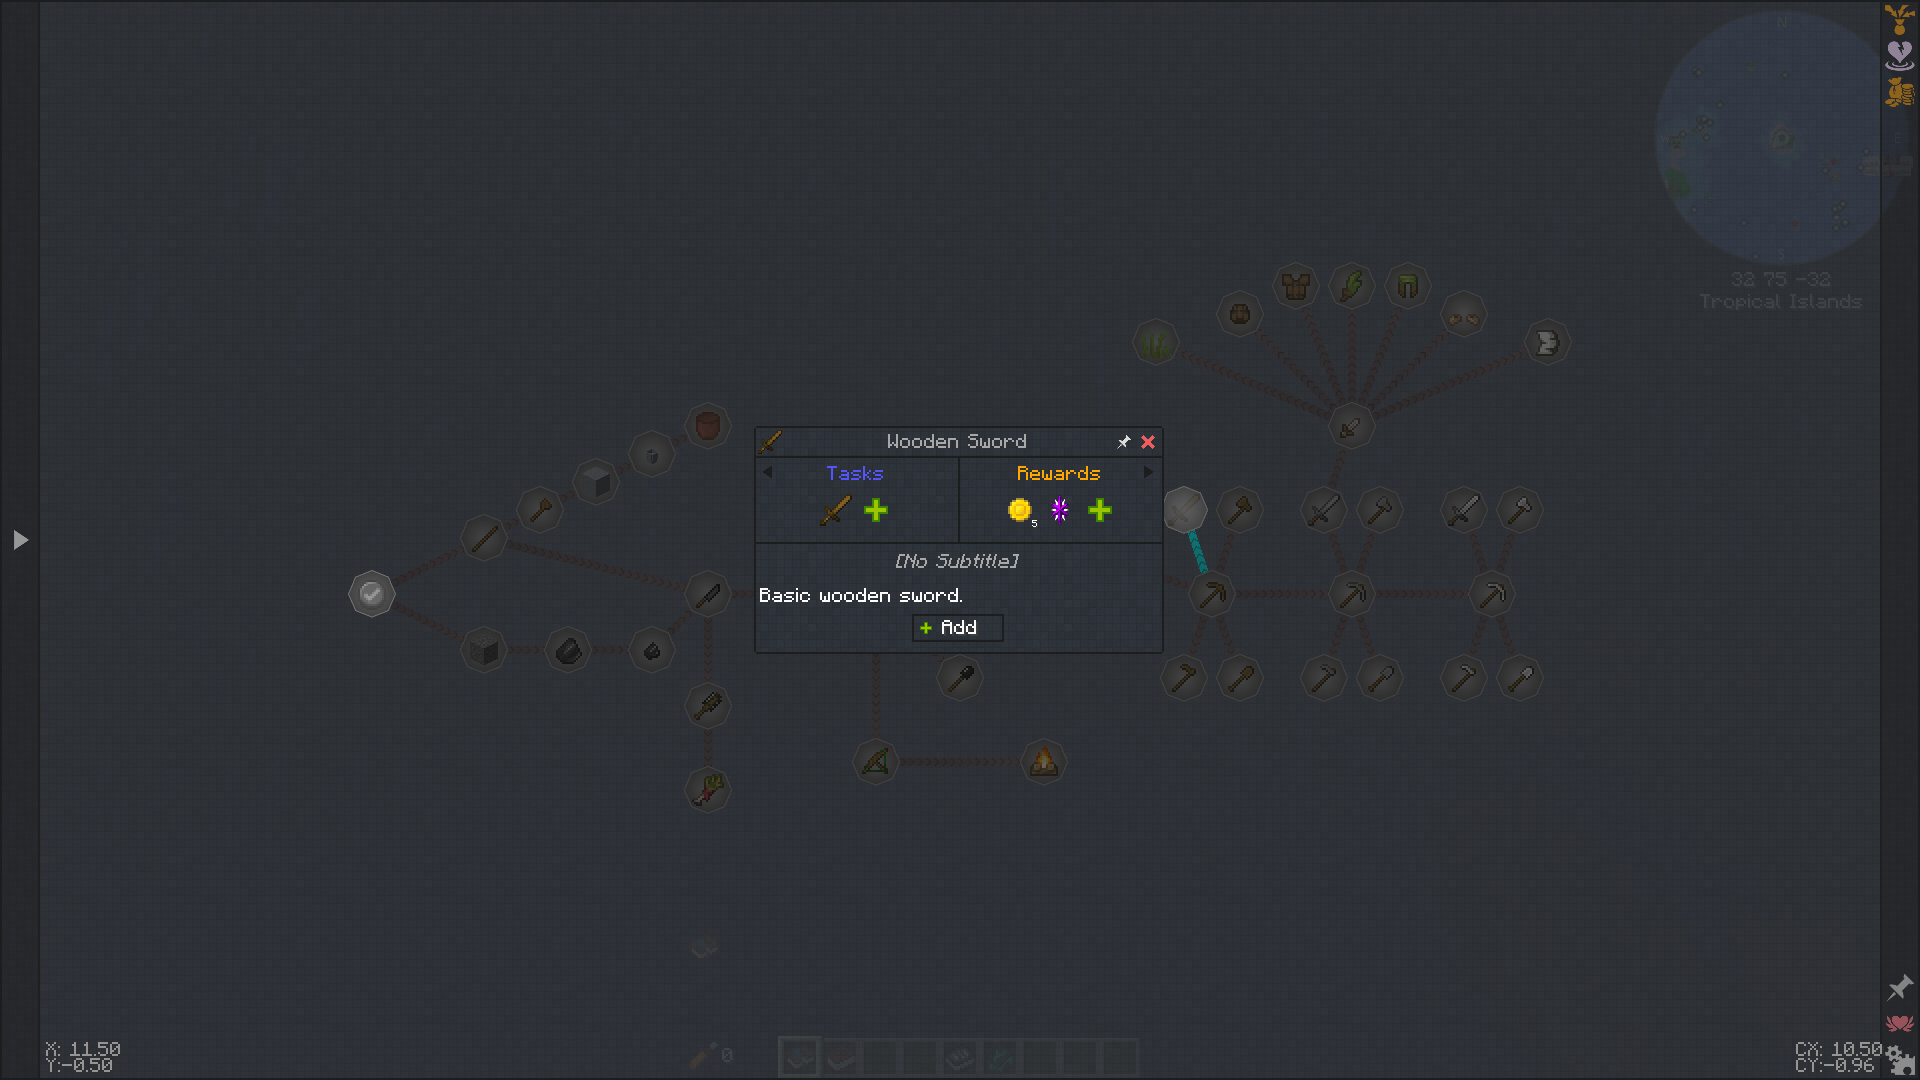 N
32 75 -32
Tropical Islands
Wooden Sword
Tasks
Rewards
5
[No Subtitle]
Basic wooden sword.
Add
S
0
X: 11.50
Y:-0.50
CX: 10.50
CY:-0.96